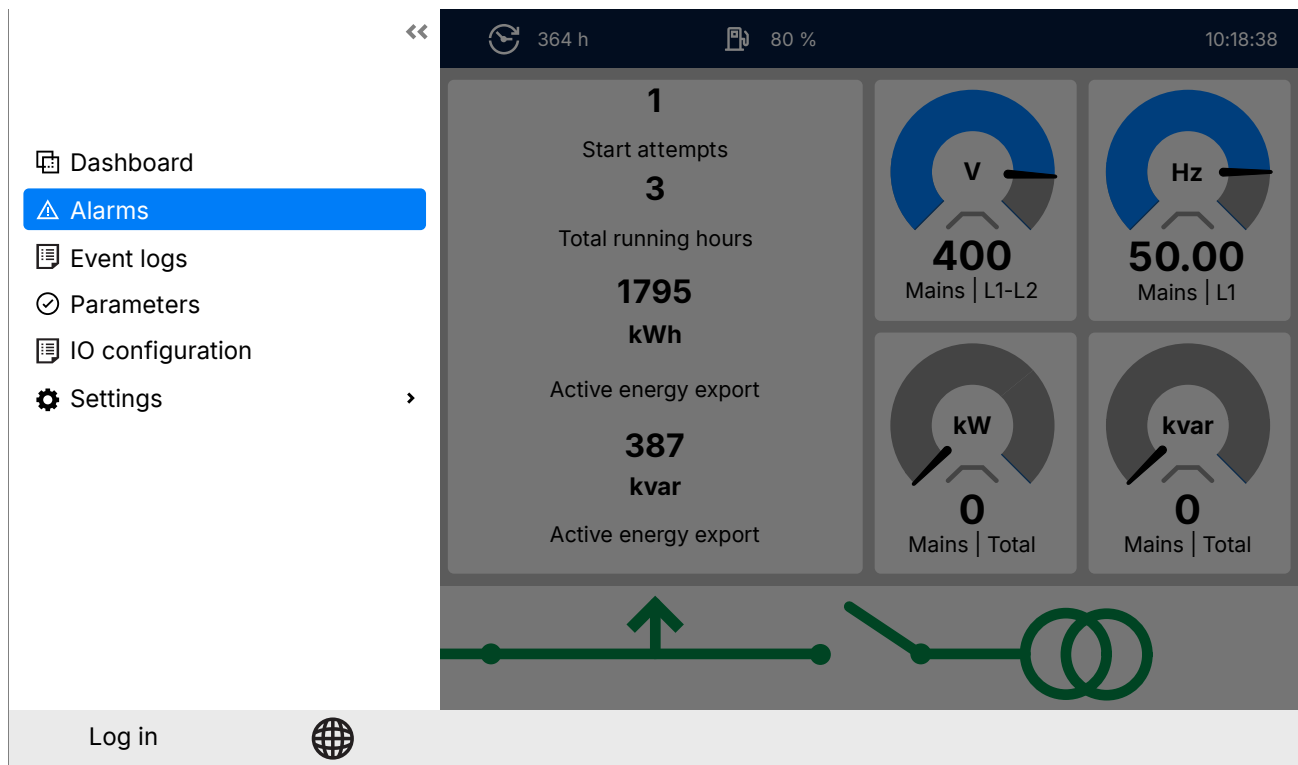 364 h
80 %
10:18:38
Dashboard
Alarms
Event logs
Parameters
IO configuration
Settings
Log in
1
Start attempts
3
Total running hours
1795
kWh
Active energy export
387
kvar
Active energy export
V
400
Mains | L1-L2
Hz
50.00
Mains | L1
kW
0
Mains | Total
kvar
0
Mains | Total